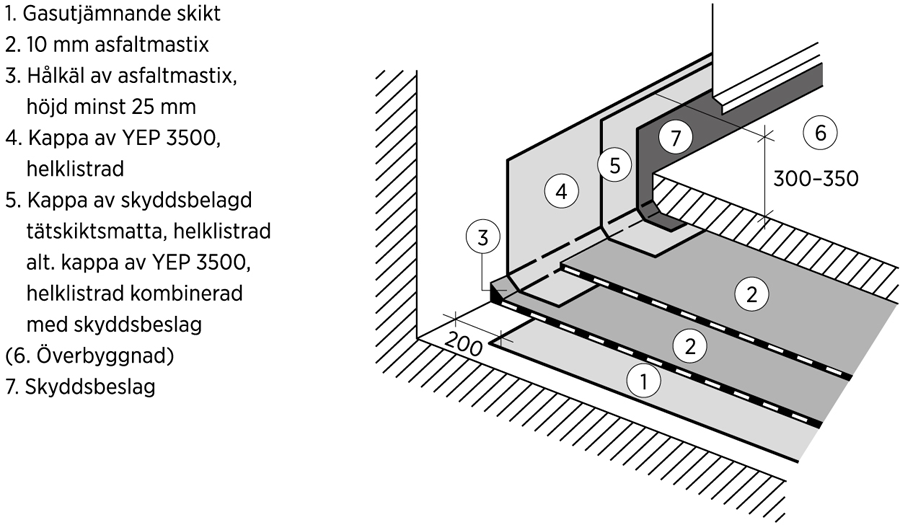 1. Gasutjämnande skikt
2. 10 mm asfaltmastix
3. Hålkäl av asfaltmastix,
höjd minst 25 mm
4. Kappa av YEP 3500,
helklistrad
5. Kappa av skyddsbelagd
tätskiktsmatta, helklistrad
alt. kappa av YEP 3500,
helklistrad kombinerad
med skyddsbeslag
(6. Överbyggnad)
7. Skyddsbeslag
7
6
5
4
300–350
3
2
2
200
1